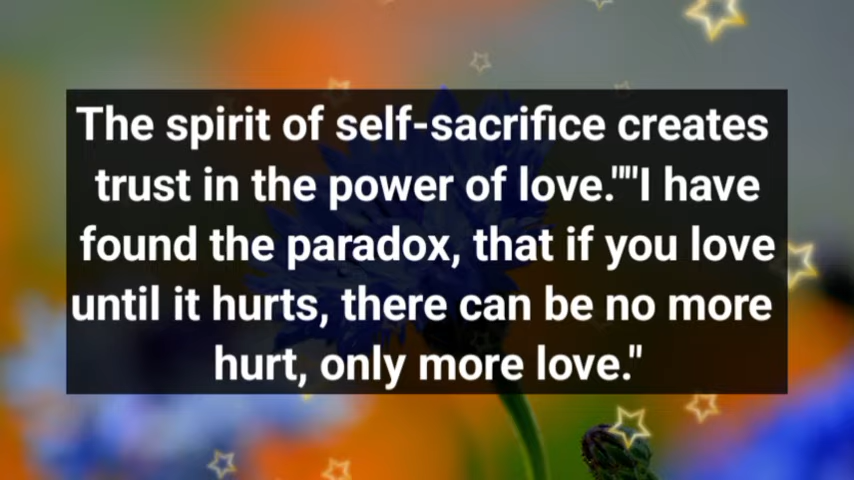 The spirit of self-sacrifice creates
trust in the power of love.""I have
found the paradox, that if you love
until it hurts, there can be no more
hurt, only more love."